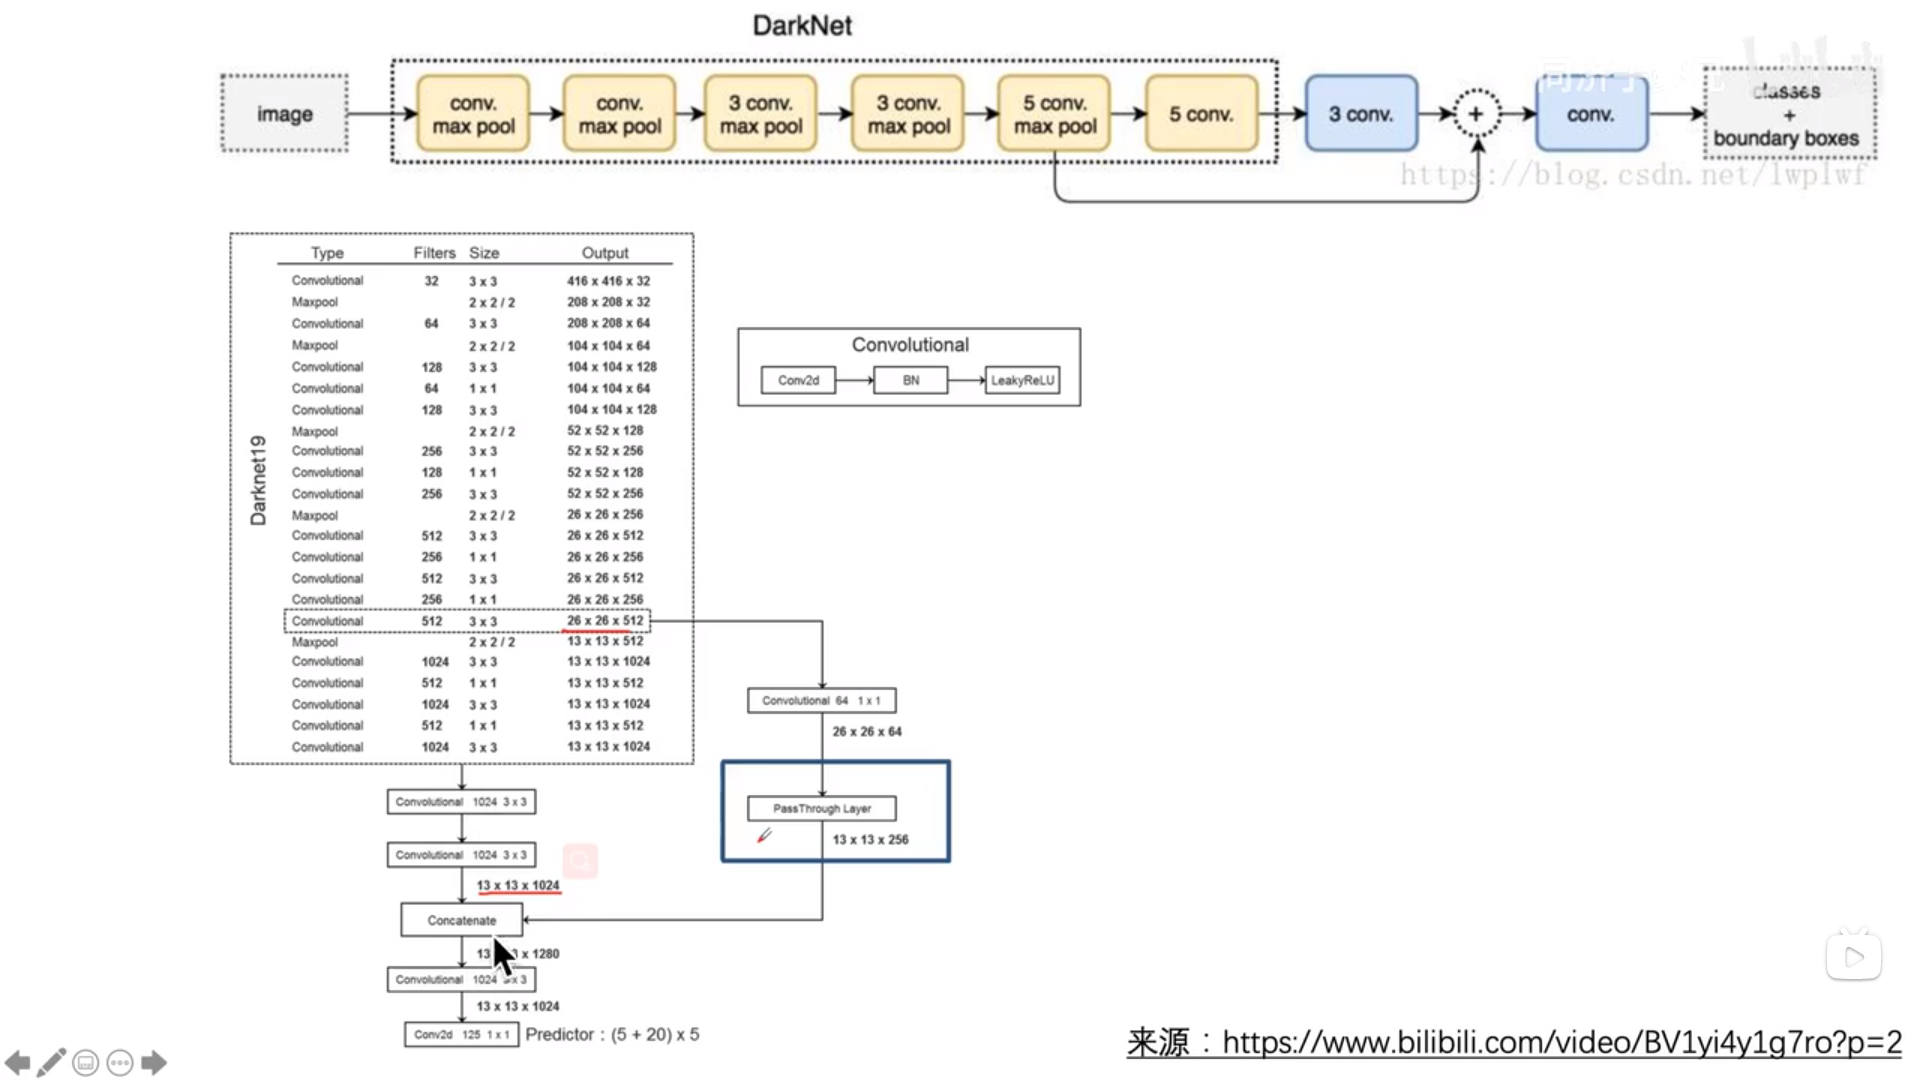 DarkNet
image
conv.
max pool
conv.
max pool
3 conv.
max pool
3 conv.
max pool
5 conv.
max pool
5 conv.
3 conv.
+
conv.
classes
+
boundary boxes
https://blog.csdn.net/lwplwf
Darknet19
Type Filters Size Output
Convolutional 32 3 x 3 416 x 416 x 32
Maxpool 2 x 2 / 2 208 x 208 x 32
Convolutional 64 3 x 3 208 x 208 x 64
Maxpool 2 x 2 / 2 104 x 104 x 64
Convolutional 128 3 x 3 104 x 104 x 128
Convolutional 64 1 x 1 104 x 104 x 64
Convolutional 128 3 x 3 104 x 104 x 128
Maxpool 2 x 2 / 2 52 x 52 x 128
Convolutional 256 3 x 3 52 x 52 x 256
Convolutional 128 1 x 1 52 x 52 x 128
Convolutional 256 3 x 3 52 x 52 x 256
Maxpool 2 x 2 / 2 26 x 26 x 256
Convolutional 512 3 x 3 26 x 26 x 512
Convolutional 256 1 x 1 26 x 26 x 256
Convolutional 512 3 x 3 26 x 26 x 512
Convolutional 256 1 x 1 26 x 26 x 256
Convolutional 512 3 x 3 26 x 26 x 512
Maxpool 2 x 2 / 2 13 x 13 x 512
Convolutional 1024 3 x 3 13 x 13 x 1024
Convolutional 512 1 x 1 13 x 13 x 512
Convolutional 1024 3 x 3 13 x 13 x 1024
Convolutional 512 1 x 1 13 x 13 x 512
Convolutional 1024 3 x 3 13 x 13 x 1024
Convolutional
Conv2d
BN
LeakyReLU
Convolutional 64 1 x 1
26 x 26 x 64
PassThrough Layer
13 x 13 x 256
Convolutional 1024 3 x 3
Convolutional 1024 3 x 3
13 x 13 x 1024
Concatenate
13 x 1280
Convolutional 1024 x 3
13 x 13 x 1024
Conv2d 125 1 x 1
Predictor : (5 + 20) x 5
来源：https://www.bilibili.com/video/BV1yi4y1g7ro?p=2